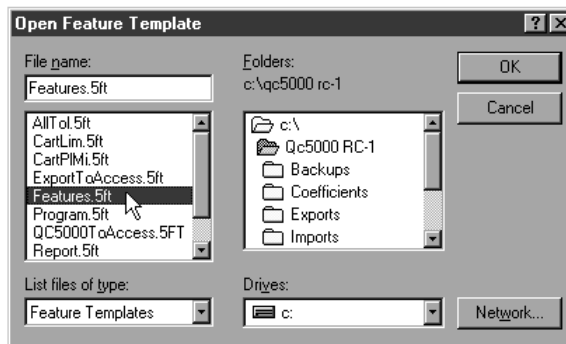 Open Feature Template
File name:
Features.5ft
AllTol.5ft
CartLim.5ft
CartPlMi.5ft
ExportToAccess.5ft
Features.5ft
Program.5ft
QC5000ToAccess.5FT
Report.5ft
List files of type:
Feature Templates
Folders:
c:\qc5000 rc-1
c:\
Qc5000 RC-1
Backups
Coefficients
Exports
Imports
Drives:
c:
OK
Cancel
Network...